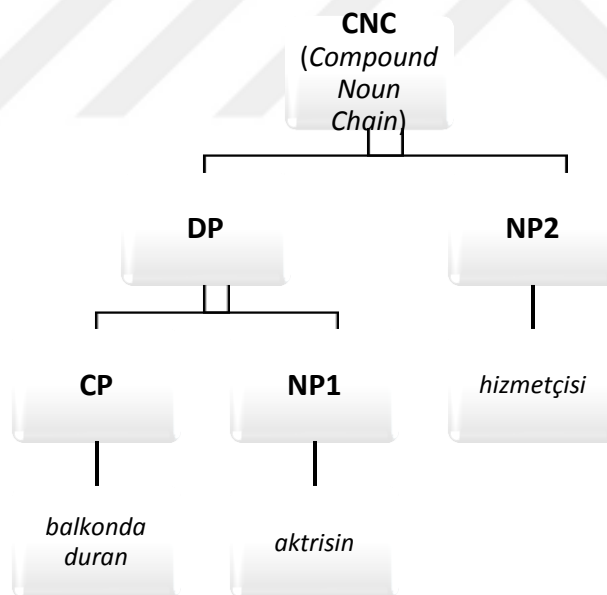 CNC
(Compound
Noun
Chain)
DP
NP2
CP
NP1
hizmetçisi
balkonda
duran
aktrisin